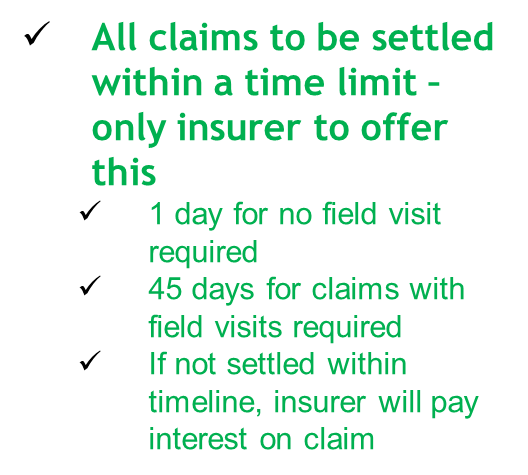 ✓ All claims to be settled
within a time limit –
only insurer to offer
this
✓ 1 day for no field visit
required
✓ 45 days for claims with
field visits required
✓ If not settled within
timeline, insurer will pay
interest on claim